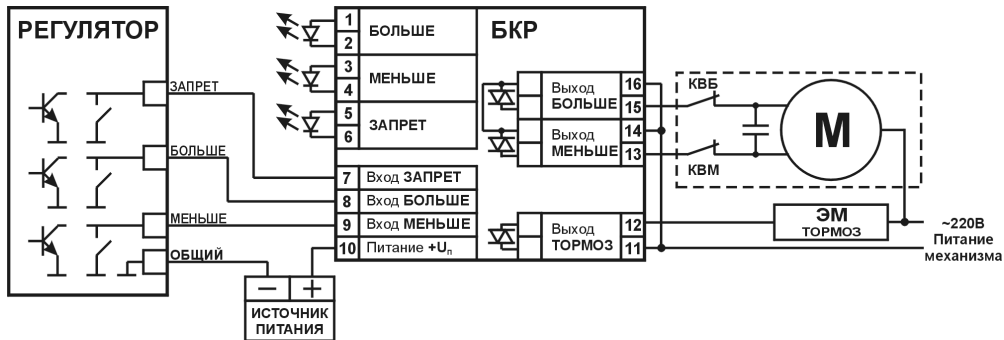 РЕГУЛЯТОР
ЗАПРЕТ
БОЛЬШЕ
МЕНЬШЕ
ОБЩИЙ
ИСТОЧНИК
ПИТАНИЯ
БКР
1
2
БОЛЬШЕ
3
4
МЕНЬШЕ
5
6
ЗАПРЕТ
7 Вход ЗАПРЕТ
8 Вход БОЛЬШЕ
9 Вход МЕНЬШЕ
10 Питание +Uп
Выход
БОЛЬШЕ
16
15
Выход
МЕНЬШЕ
14
13
Выход
ТОРМОЗ
12
11
КВБ
КВМ
М
ЭМ
ТОРМОЗ
~220В
Питание
механизма